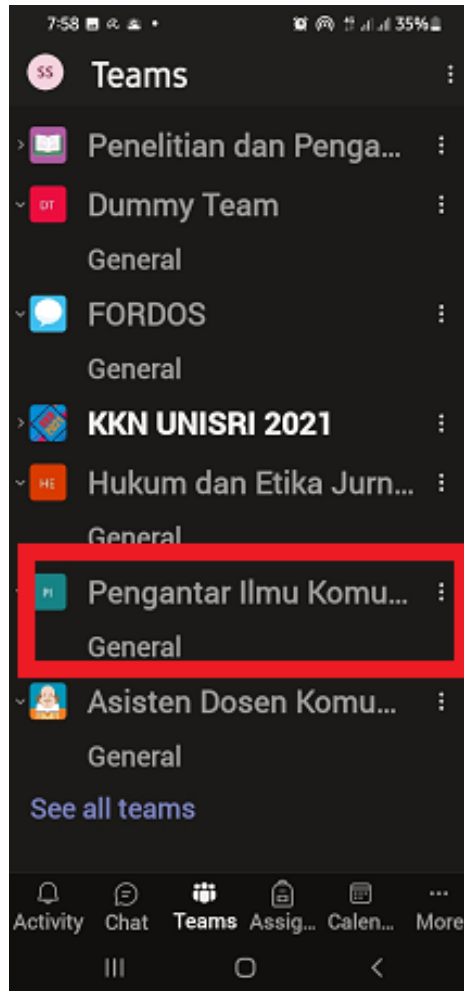 7:58 35%
SS Teams
Penelitian dan Penga...
DT Dummy Team
General
FORDOS
General
KKN UNISRI 2021
HE Hukum dan Etika Jurn...
General
PI Pengantar Ilmu Komu...
General
Asisten Dosen Komu...
General
See all teams
Activity Chat Teams Assig... Calen... More